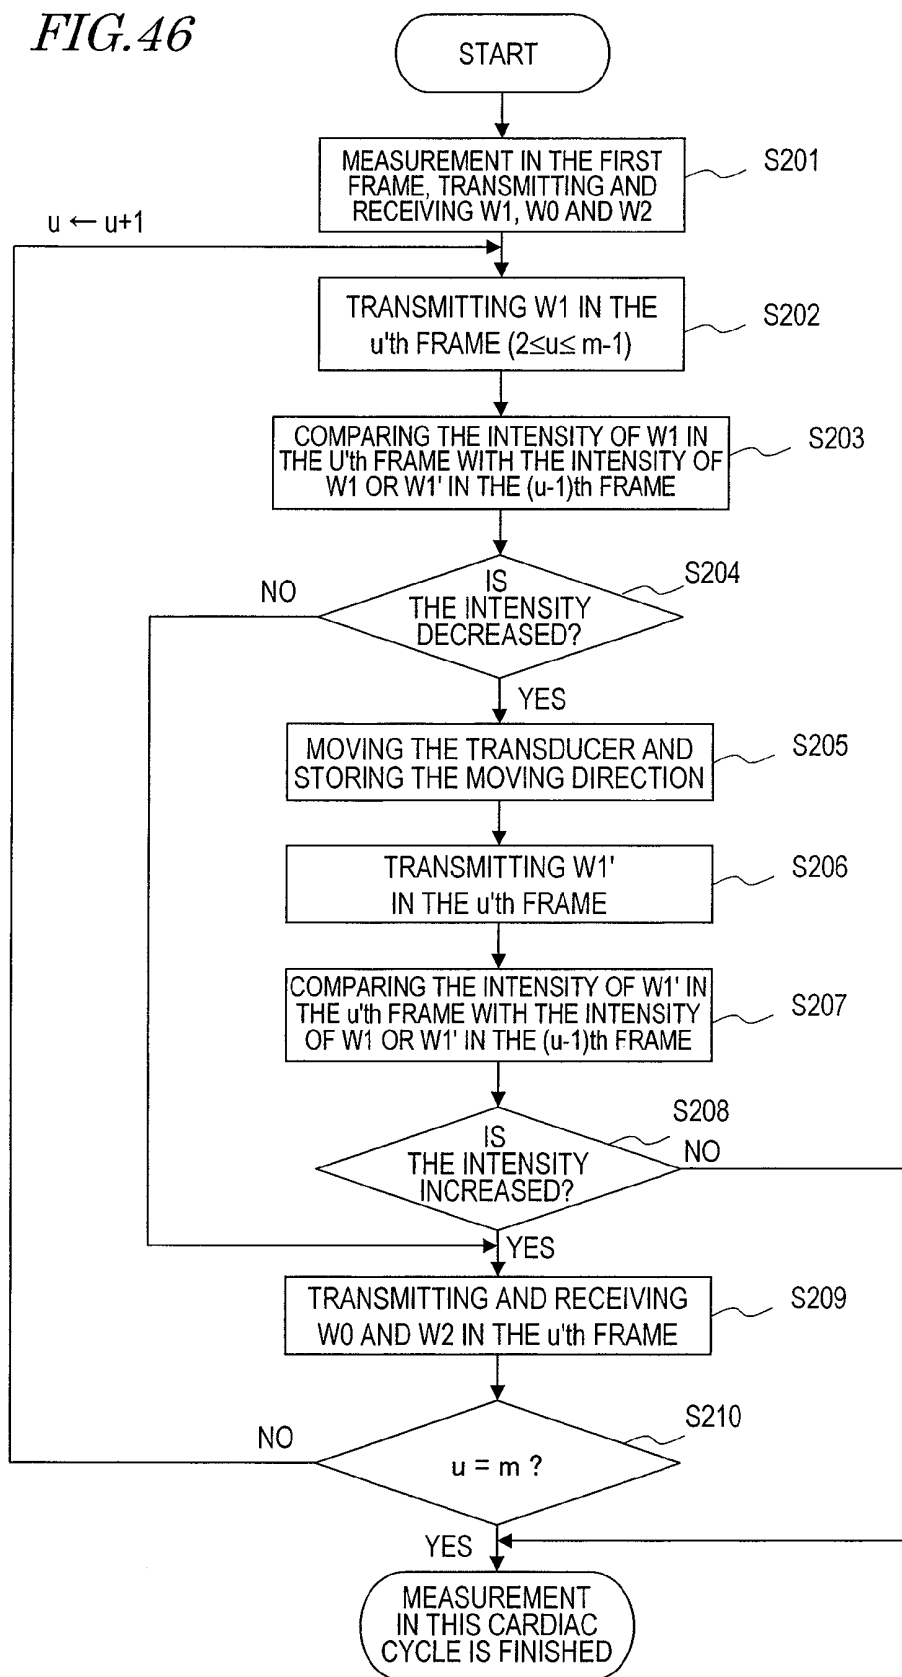 FIG.46
START
MEASUREMENT IN THE FIRST
FRAME, TRANSMITTING AND
RECEIVING W1, W0 AND W2
S201
u ← u+1
TRANSMITTING W1 IN THE
u'th FRAME (2≤u≤ m-1)
S202
COMPARING THE INTENSITY OF W1 IN
THE U'th FRAME WITH THE INTENSITY OF
W1 OR W1' IN THE (u-1)th FRAME
S203
IS
THE INTENSITY
DECREASED?
S204
NO
YES
MOVING THE TRANSDUCER AND
STORING THE MOVING DIRECTION
S205
TRANSMITTING W1'
IN THE u'th FRAME
S206
COMPARING THE INTENSITY OF W1' IN
THE u'th FRAME WITH THE INTENSITY
OF W1 OR W1' IN THE (u-1)th FRAME
S207
IS
THE INTENSITY
INCREASED?
S208
NO
YES
TRANSMITTING AND RECEIVING
W0 AND W2 IN THE u'th FRAME
S209
NO
u = m ?
S210
YES
MEASUREMENT
IN THIS CARDIAC
CYCLE IS FINISHED